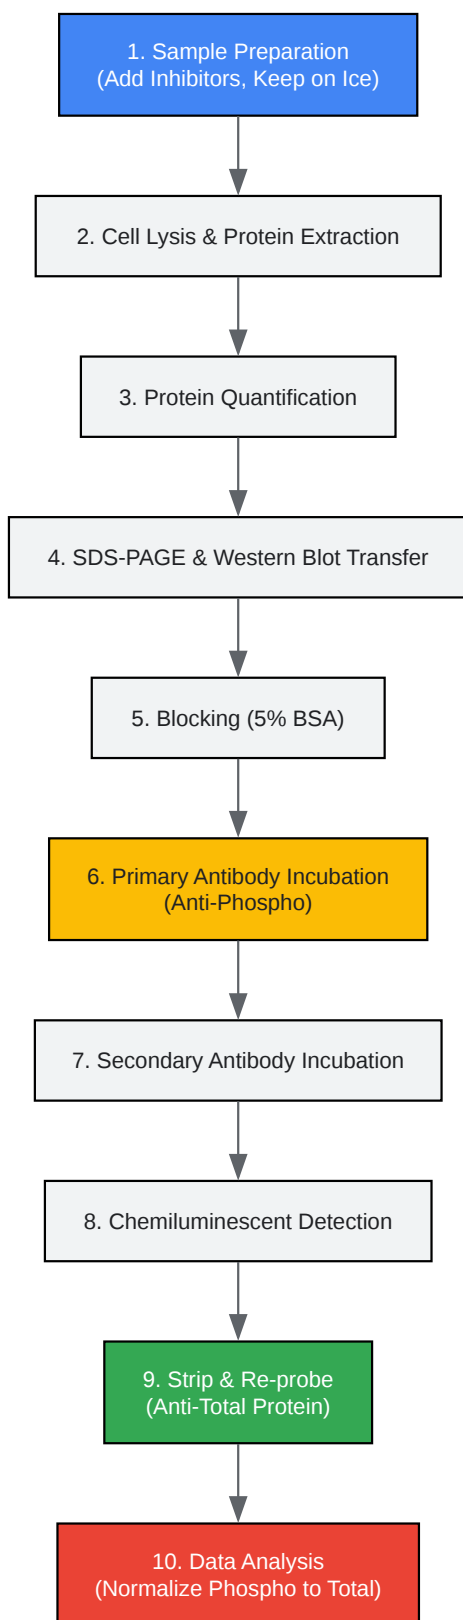 1. Sample Preparation
(Add Inhibitors, Keep on Ice)
2. Cell Lysis & Protein Extraction
3. Protein Quantification
4. SDS-PAGE & Western Blot Transfer
5. Blocking (5% BSA)
6. Primary Antibody Incubation
(Anti-Phospho)
7. Secondary Antibody Incubation
8. Chemiluminescent Detection
9. Strip & Re-probe
(Anti-Total Protein)
10. Data Analysis
(Normalize Phospho to Total)